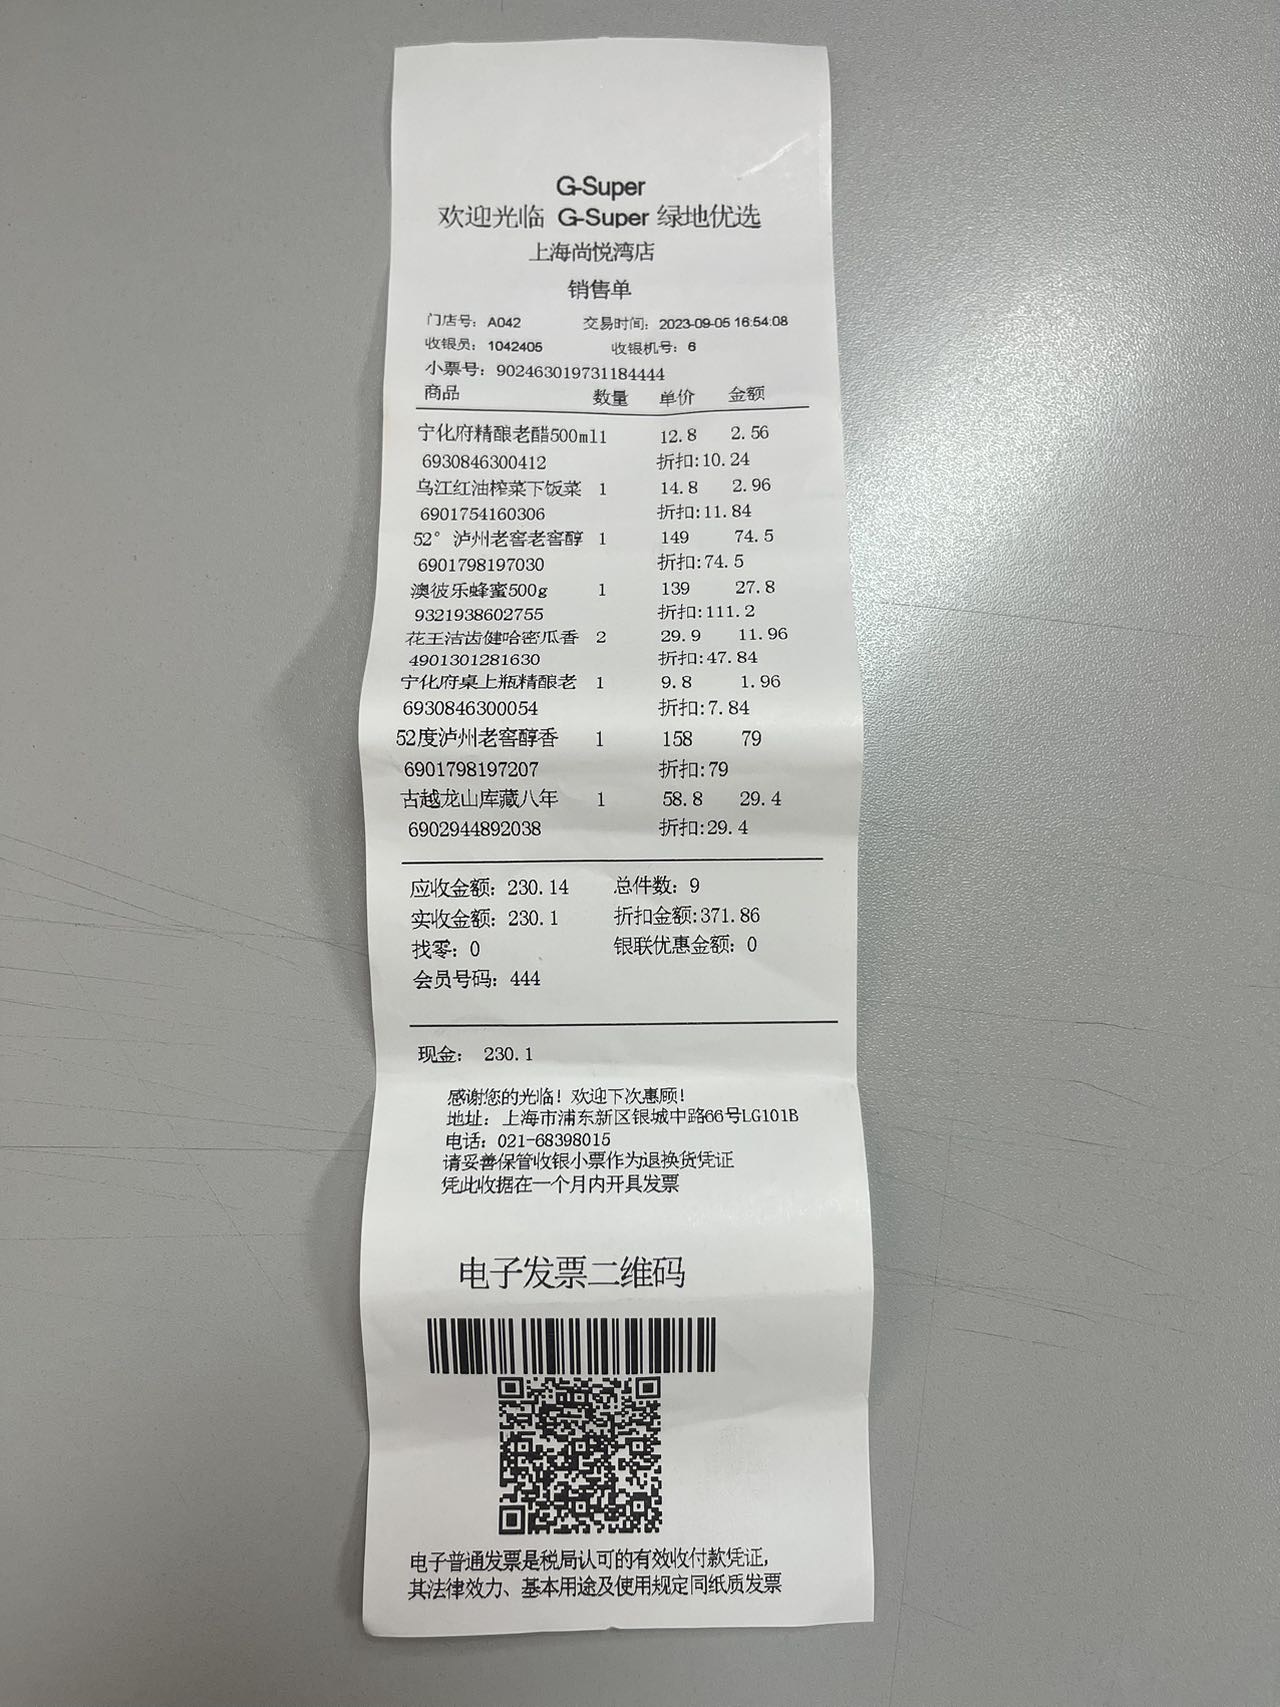 G-Super
欢迎光临 G-Super 绿地优选
上海尚悦湾店
销售单
门店号: A042 交易时间: 2023-09-05 16:54:08
收银员: 1042405 收银机号: 6
小票号: 902463019731184444
商品 数量 单价 金额
宁化府精酿老醋500ml1 12.8 2.56
6930846300412 折扣:10.24
乌江红油榨菜下饭菜 1 14.8 2.96
6901754160306 折扣:11.84
52° 泸州老窖老窖醇 1 149 74.5
6901798197030 折扣:74.5
澳彼乐蜂蜜500g 1 139 27.8
9321938602755 折扣:111.2
花王洁齿健哈密瓜香 2 29.9 11.96
4901301281630 折扣:47.84
宁化府桌上瓶精酿老 1 9.8 1.96
6930846300054 折扣:7.84
52度泸州老窖醇香 1 158 79
6901798197207 折扣:79
古越龙山库藏八年 1 58.8 29.4
6902944892038 折扣:29.4
应收金额: 230.14 总件数: 9
实收金额: 230.1 折扣金额:371.86
找零: 0 银联优惠金额: 0
会员号码: 444
现金: 230.1
感谢您的光临! 欢迎下次惠顾!
地址: 上海市浦东新区银城中路66号LG101B
电话: 021-68398015
请妥善保管收银小票作为退换货凭证
凭此收据在一个月内开具发票
电子发票二维码
电子普通发票是税局认可的有效收付款凭证,
其法律效力、基本用途及使用规定同纸质发票